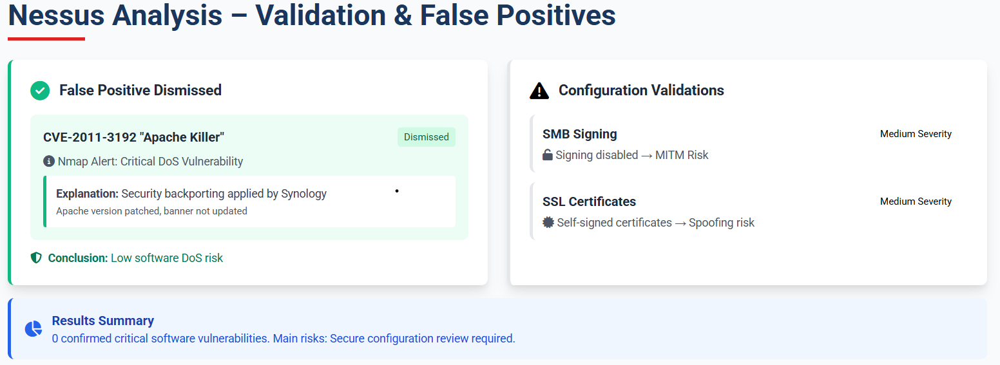 Nessus Analysis – Validation & False Positives
False Positive Dismissed
CVE-2011-3192 "Apache Killer"
Dismissed
Nmap Alert: Critical DoS Vulnerability
Explanation: Security backporting applied by Synology
Apache version patched, banner not updated
Conclusion: Low software DoS risk
Configuration Validations
SMB Signing
Medium Severity
Signing disabled → MITM Risk
SSL Certificates
Medium Severity
Self-signed certificates → Spoofing risk
Results Summary
0 confirmed critical software vulnerabilities. Main risks: Secure configuration review required.